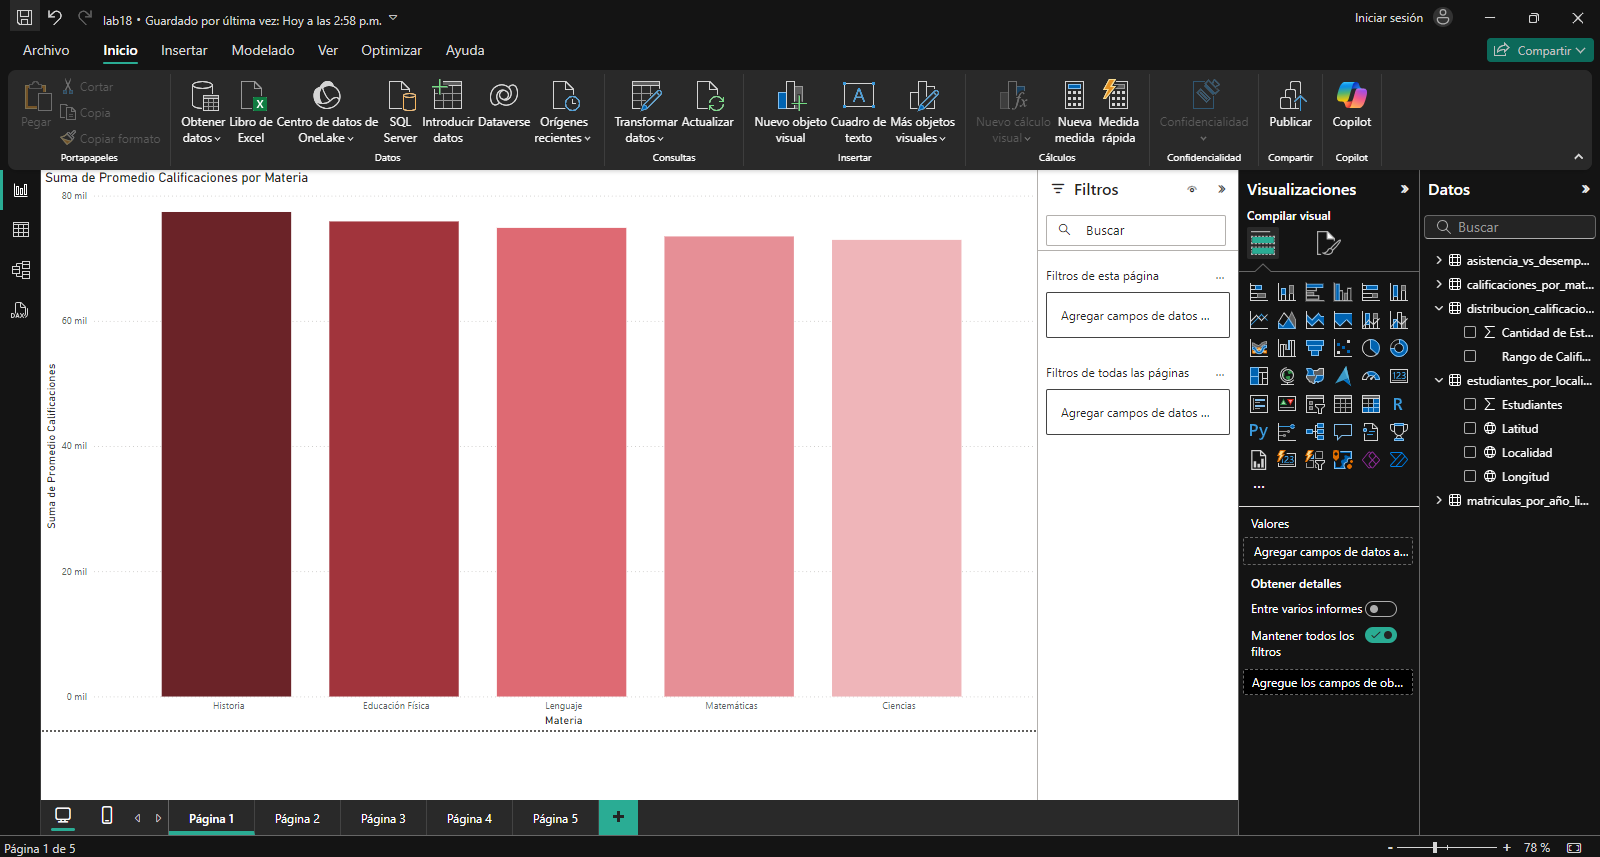 lab18 • Guardado por última vez: Hoy a las 2:58 p.m.
Iniciar sesión
Archivo
Inicio
Insertar
Modelado
Ver
Optimizar
Ayuda
Compartir
Pegar
Cortar
Copia
Copiar formato
Portapapeles
Obtener datos
Libro de Excel
Centro de datos de OneLake
SQL Server
Introducir datos
Dataverse
Orígenes recientes
Datos
Transformar datos
Actualizar
Consultas
Nuevo objeto visual
Cuadro de texto
Más objetos visuales
Insertar
Nuevo cálculo visual
Nueva medida
Medida rápida
Cálculos
Confidencialidad
Confidencialidad
Publicar
Compartir
Copilot
Copilot
Suma de Promedio Calificaciones por Materia
80 mil
60 mil
40 mil
20 mil
0 mil
Suma de Promedio Calificaciones
Historia
Educación Física
Lenguaje
Matemáticas
Ciencias
Materia
Filtros
Buscar
Filtros de esta página
...
Agregar campos de datos ...
Filtros de todas las páginas
...
Agregar campos de datos ...
Visualizaciones
Compilar visual
123
R
Py
123
...
Valores
Agregar campos de datos a...
Obtener detalles
Entre varios informes
Mantener todos los
filtros
Agregue los campos de ob...
Datos
Buscar
asistencia_vs_desemp...
calificaciones_por_mat...
distribucion_calificacio...
Cantidad de Est...
Rango de Califi...
estudiantes_por_locali...
Estudiantes
Latitud
Localidad
Longitud
matriculas_por_año_li...
DAX
Página 1
Página 2
Página 3
Página 4
Página 5
+
Página 1 de 5
- + 78 %